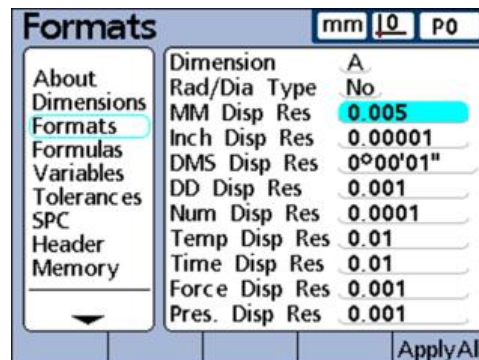 Formats mm 0 P0
About
Dimensions
Formats
Formulas
Variables
Tolerances
SPC
Header
Memory
Dimension A
Rad/Dia Type No
MM Disp Res 0.005
Inch Disp Res 0.00001
DMS Disp Res 0°00'01"
DD Disp Res 0.001
Num Disp Res 0.0001
Temp Disp Res 0.01
Time Disp Res 0.01
Force Disp Res 0.001
Pres. Disp Res 0.001
ApplyAl